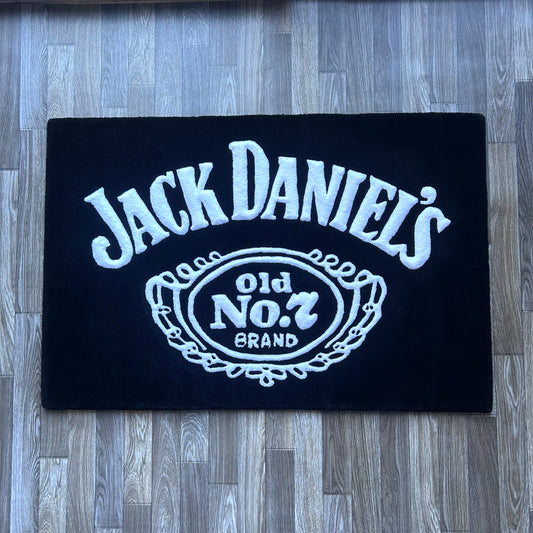 JACK DANIEL'S
Old
No.7
BRAND